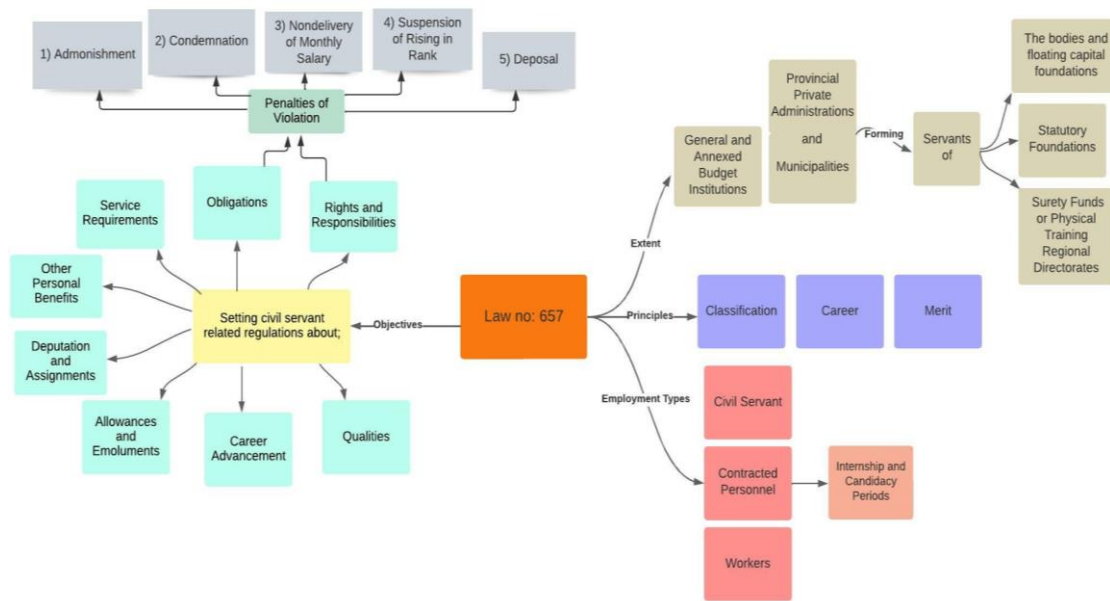 1) Admonishment
2) Condemnation
3) Nondelivery
of Monthly
Salary
4) Suspension
of Rising in
Rank
5) Deposal
Penalties of
Violation
Service
Requirements
Obligations
Rights and
Responsibilities
Other
Personal
Benefits
Setting civil servant
related regulations about;
Deputation and
Assignments
Allowances
and
Emoluments
Career
Advancement
Qualities
Objectives
Law no: 657
Extent
General and
Annexed
Budget
Institutions
Provincial
Private
Administrations
and
Municipalities
Forming
Servants
of
The bodies and
floating capital
foundations
Statutory
Foundations
Surety Funds
or Physical
Training
Regional
Directorates
Principles
Classification
Career
Merit
Employment Types
Civil Servant
Contracted
Personnel
Internship and
Candidacy
Periods
Workers